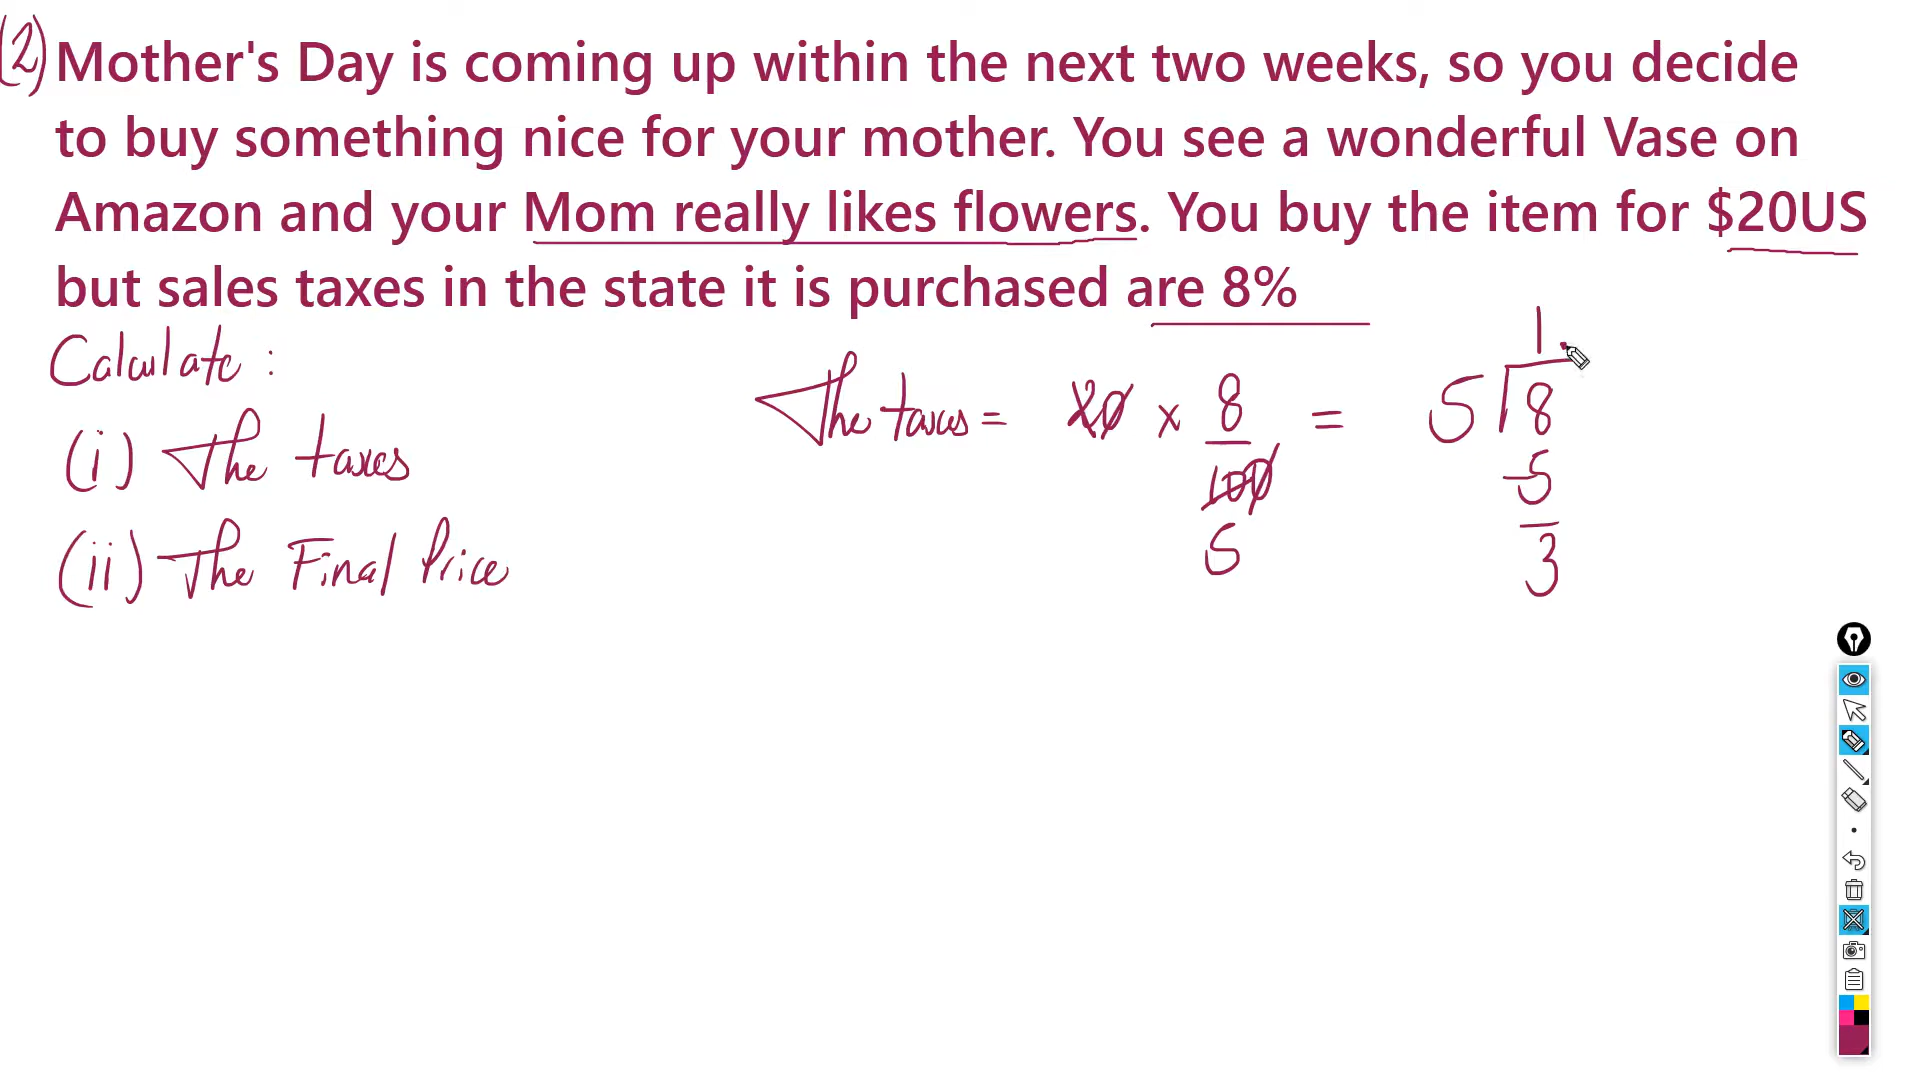 (2) Mother's Day is coming up within the next two weeks, so you decide
to buy something nice for your mother. You see a wonderful Vase on
Amazon and your Mom really likes flowers. You buy the item for $20US
but sales taxes in the state it is purchased are 8%
Calculate :
(i) The taxes
(ii) The Final Price
The taxes = 20 × 8 =
100
5
1.
5 8
-5
3